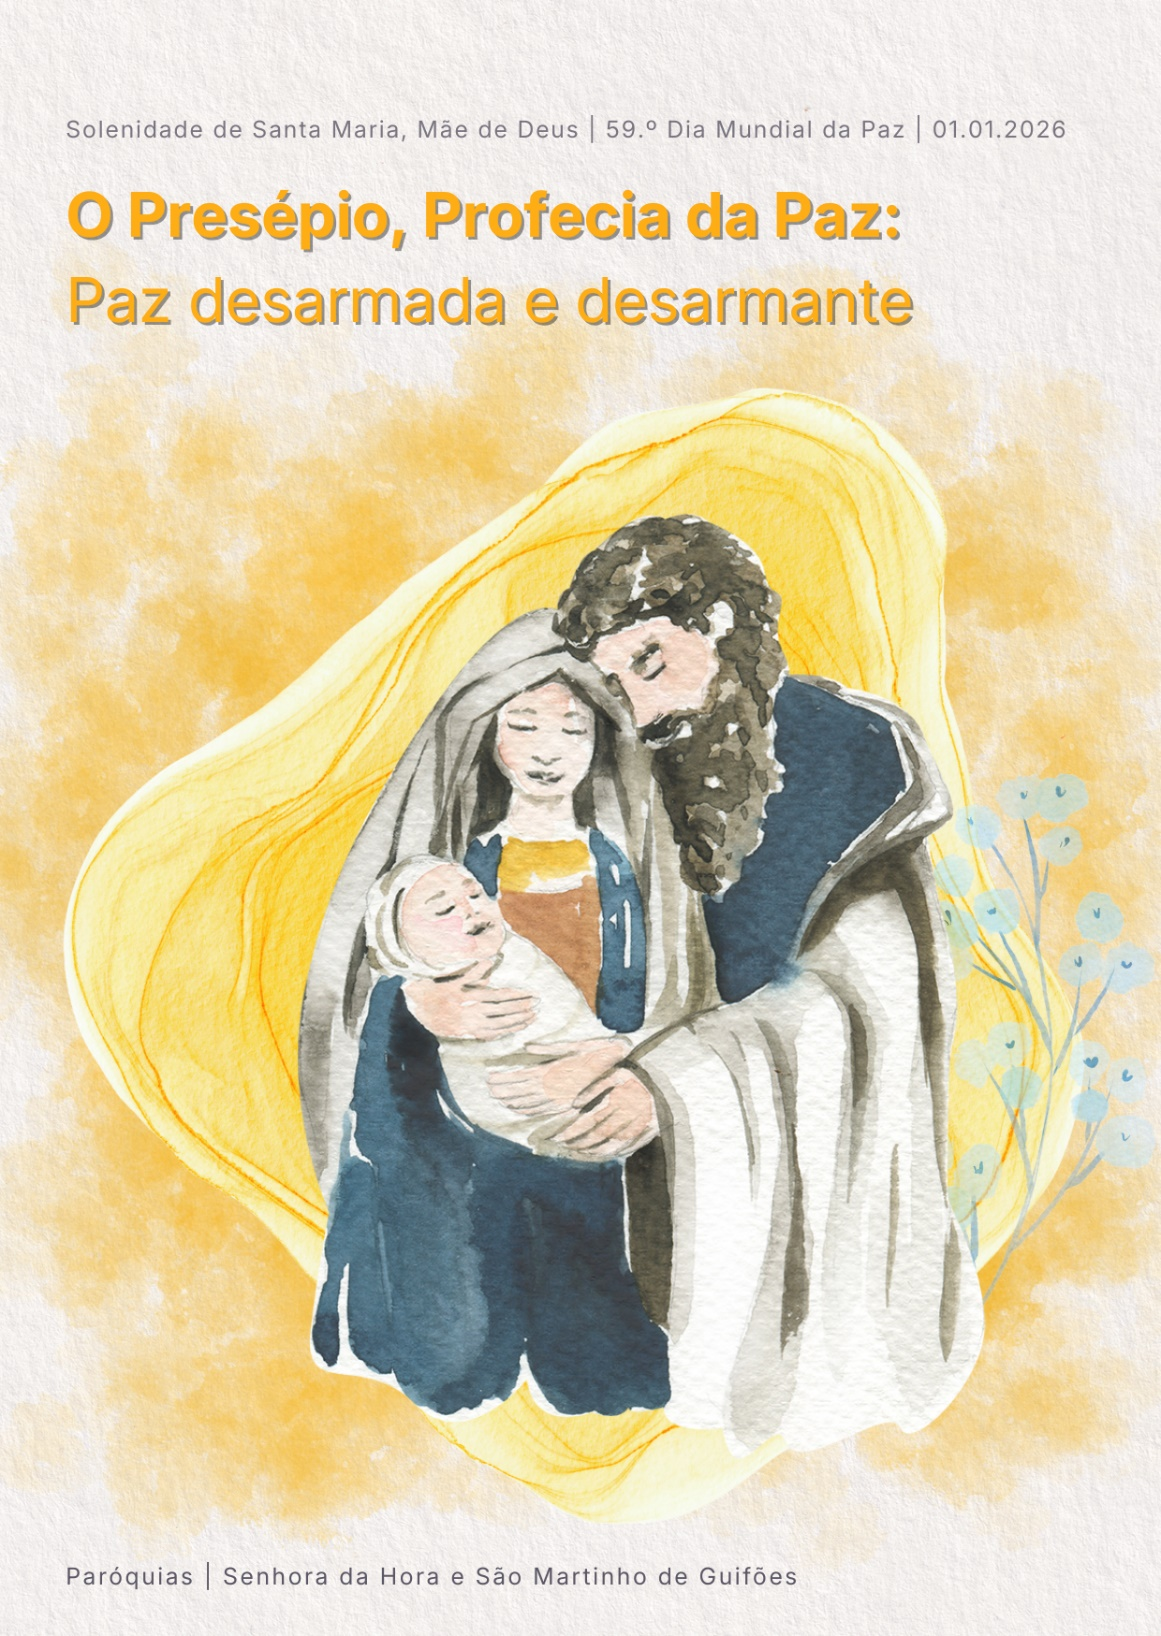 Solenidade de Santa Maria, Mãe de Deus | 59.º Dia Mundial da Paz | 01.01.2026
O Presépio, Profecia da Paz:
Paz desarmada e desarmante
Paróquias | Senhora da Hora e São Martinho de Guifões